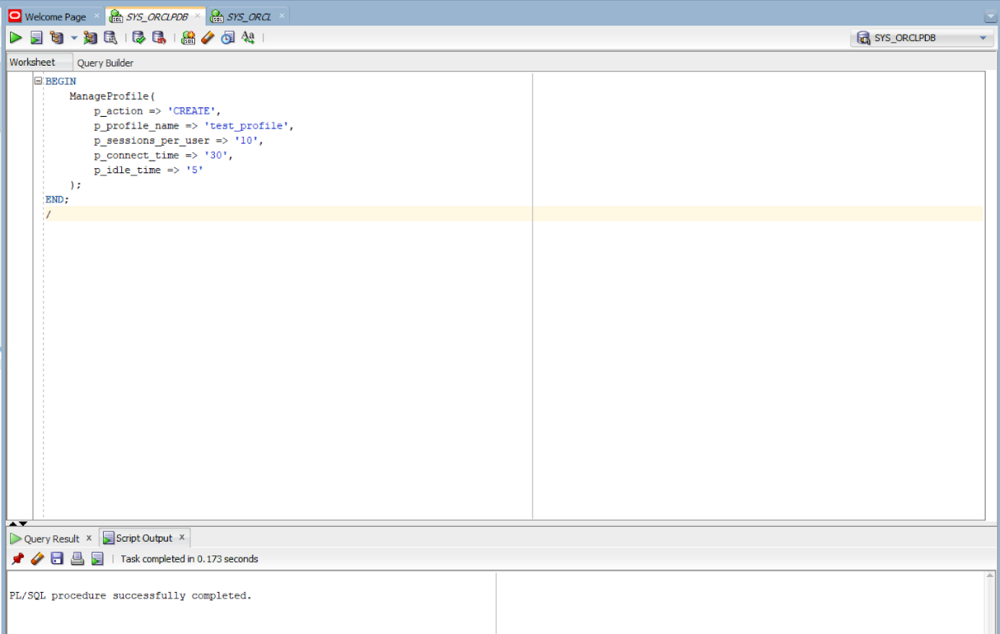 Welcome Page
SYS_ORCLPDB
SYS_ORCL
SYS_ORCLPDB
Worksheet
Query Builder
BEGIN
ManageProfile(
p_action => 'CREATE',
p_profile_name => 'test_profile',
p_sessions_per_user => '10',
p_connect_time => '30',
p_idle_time => '5'
);
END;
/
Query Result
Script Output
Task completed in 0.173 seconds
PL/SQL procedure successfully completed.